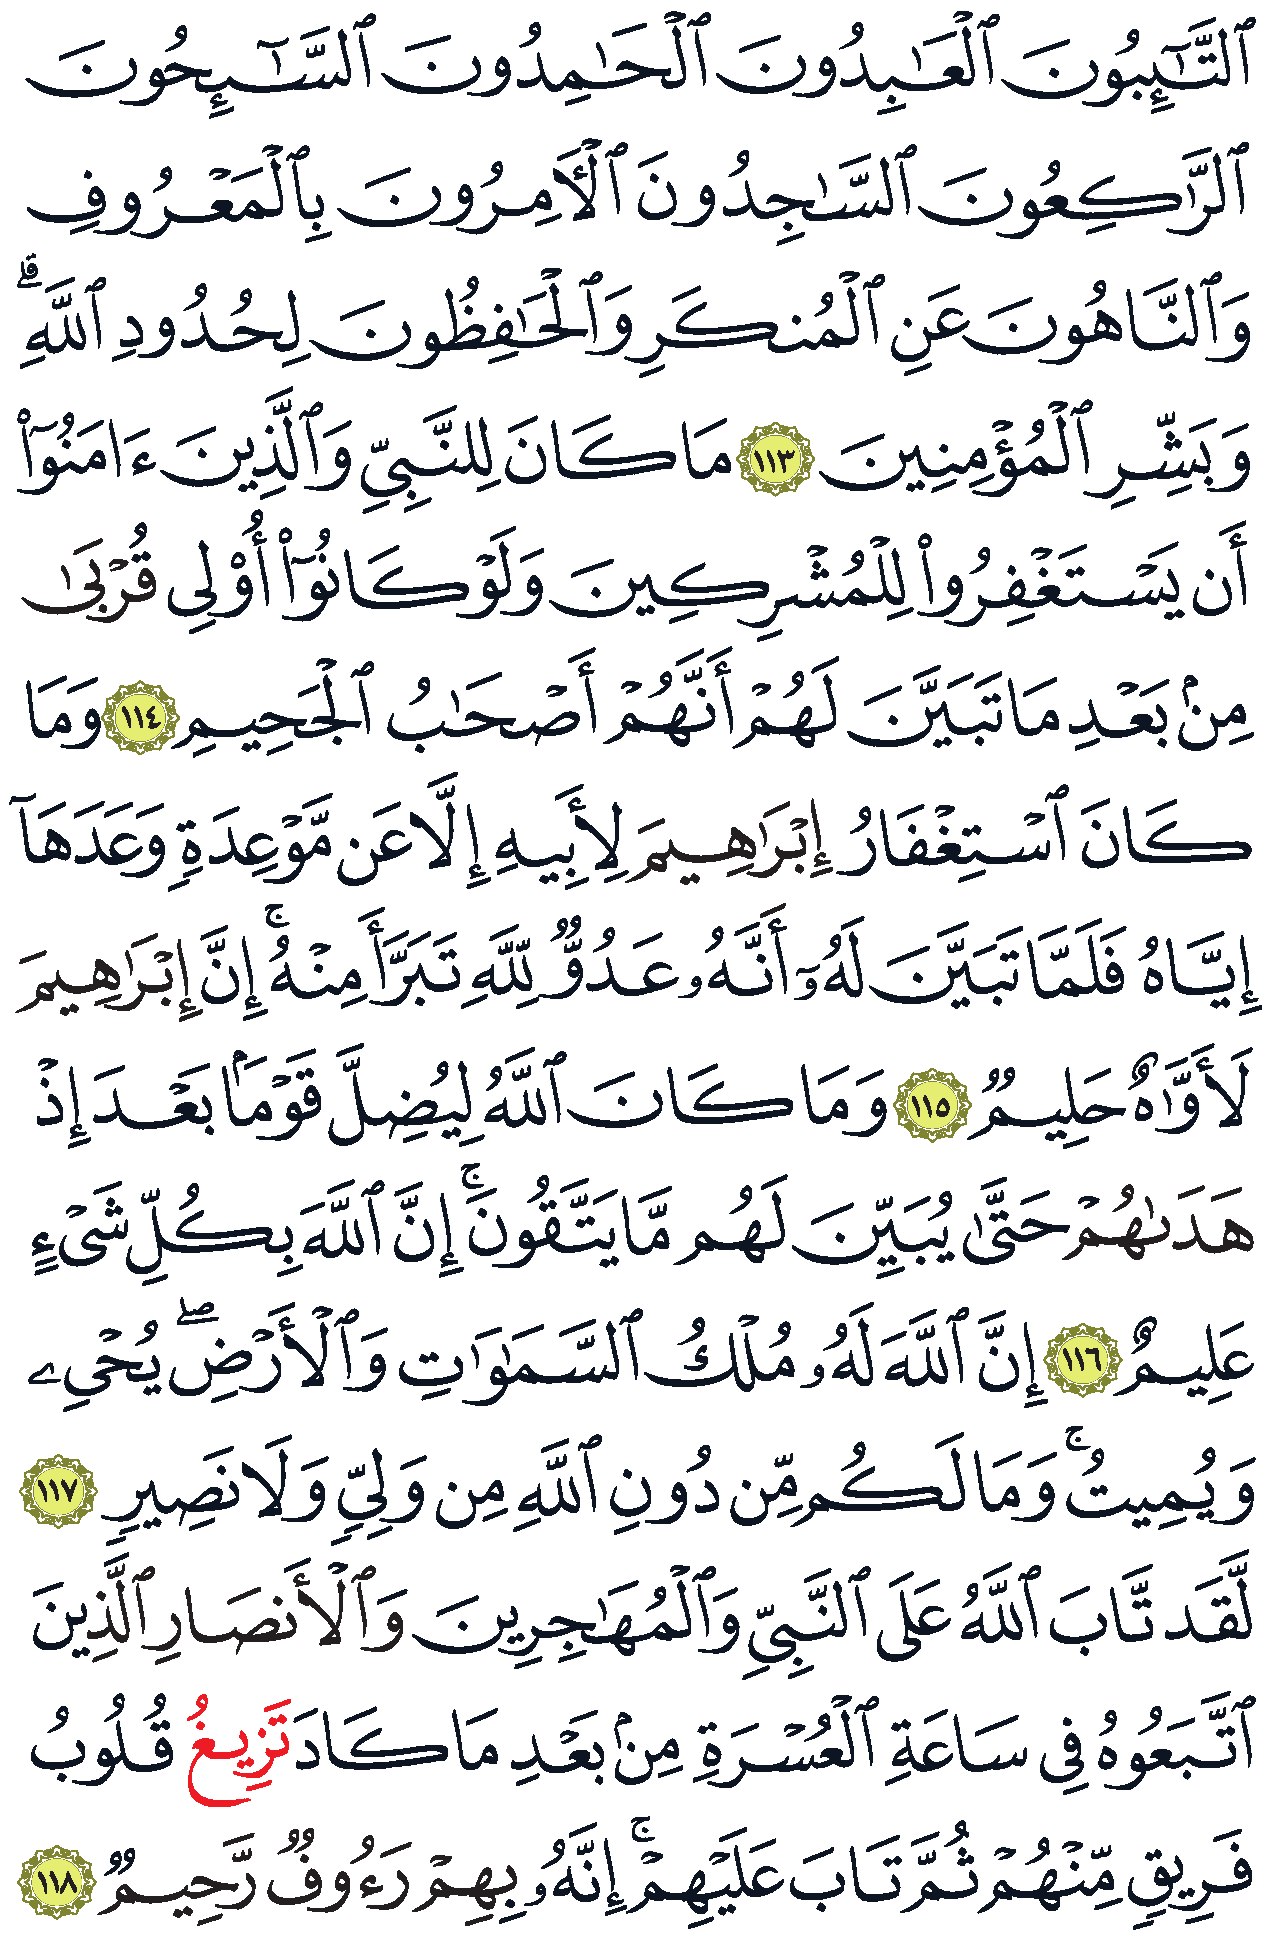 ٱلتَّـٰٓئِبُونَ ٱلْعَـٰبِدُونَ ٱلْحَـٰمِدُونَ ٱلسَّـٰٓئِحُونَ
ٱلرَّٰكِعُونَ ٱلسَّـٰجِدُونَ ٱلْـَٔامِرُونَ بِٱلْمَعْرُوفِ
وَٱلنَّاهُونَ عَنِ ٱلْمُنكَرِ وَٱلْحَـٰفِظُونَ لِحُدُودِ ٱللَّهِ ۗ
وَبَشِّرِ ٱلْمُؤْمِنِينَ ١١٣ مَا كَانَ لِلنَّبِىِّ وَٱلَّذِينَ ءَامَنُوٓا۟
أَن يَسْتَغْفِرُوا۟ لِلْمُشْرِكِينَ وَلَوْ كَانُوٓا۟ أُو۟لِى قُرْبَىٰ
مِنۢ بَعْدِ مَا تَبَيَّنَ لَهُمْ أَنَّهُمْ أَصْحَـٰبُ ٱلْجَحِيمِ ١١٤ وَمَا
كَانَ ٱسْتِغْفَارُ إِبْرَٰهِيمَ لِأَبِيهِ إِلَّا عَن مَّوْعِدَةٍ وَعَدَهَآ
إِيَّاهُ فَلَمَّا تَبَيَّنَ لَهُۥٓ أَنَّهُۥ عَدُوٌّ لِّلَّهِ تَبَرَّأَ مِنْهُ ۚ إِنَّ إِبْرَٰهِيمَ
لَأَوَّٰهٌ حَلِيمٌ ١١٥ وَمَا كَانَ ٱللَّهُ لِيُضِلَّ قَوْمًۢا بَعْدَ إِذْ
هَدَىٰهُمْ حَتَّىٰ يُبَيِّنَ لَهُم مَّا يَتَّقُونَ ۚ إِنَّ ٱللَّهَ بِكُلِّ شَىْءٍ
عَلِيمٌ ١١٦ إِنَّ ٱللَّهَ لَهُۥ مُلْكُ ٱلسَّمَـٰوَٰتِ وَٱلْأَرْضِ ۖ يُحْىِۦ
وَيُمِيتُ ۚ وَمَا لَكُم مِّن دُونِ ٱللَّهِ مِن وَلِىٍّ وَلَا نَصِيرٍ ١١٧
لَّقَد تَّابَ ٱللَّهُ عَلَى ٱلنَّبِىِّ وَٱلْمُهَـٰجِرِينَ وَٱلْأَنصَارِ ٱلَّذِينَ
ٱتَّبَعُوهُ فِى سَاعَةِ ٱلْعُسْرَةِ مِنۢ بَعْدِ مَا كَادَ تَزِيغُ قُلُوبُ
فَرِيقٍ مِّنْهُمْ ثُمَّ تَابَ عَلَيْهِمْ ۚ إِنَّهُۥ بِهِمْ رَءُوفٌ رَّحِيمٌ ١١٨